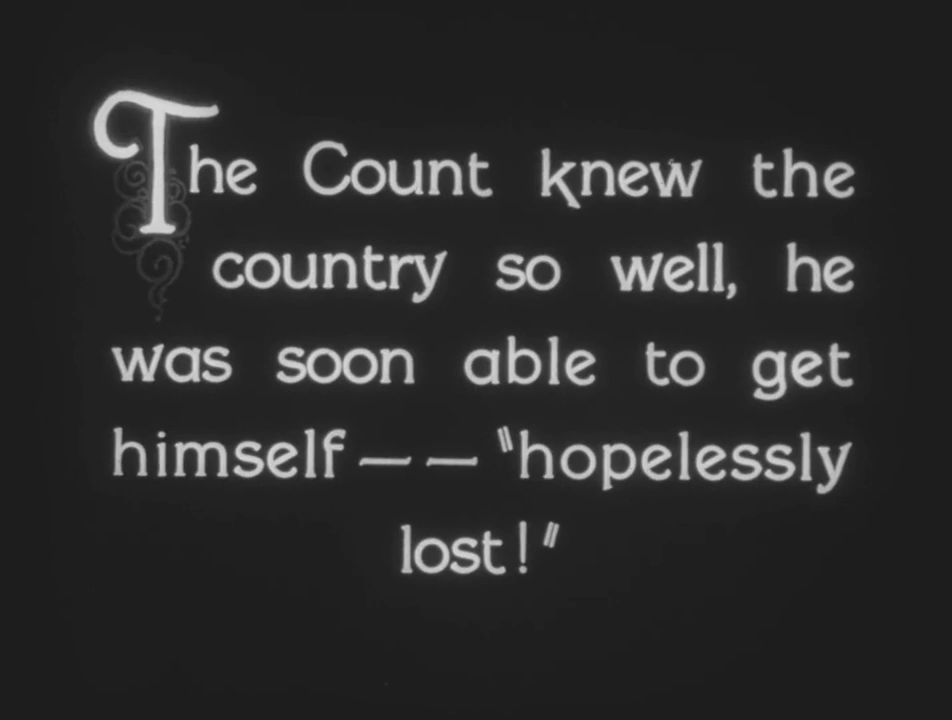 The Count knew the
country so well, he
was soon able to get
himself — — "hopelessly
lost!"